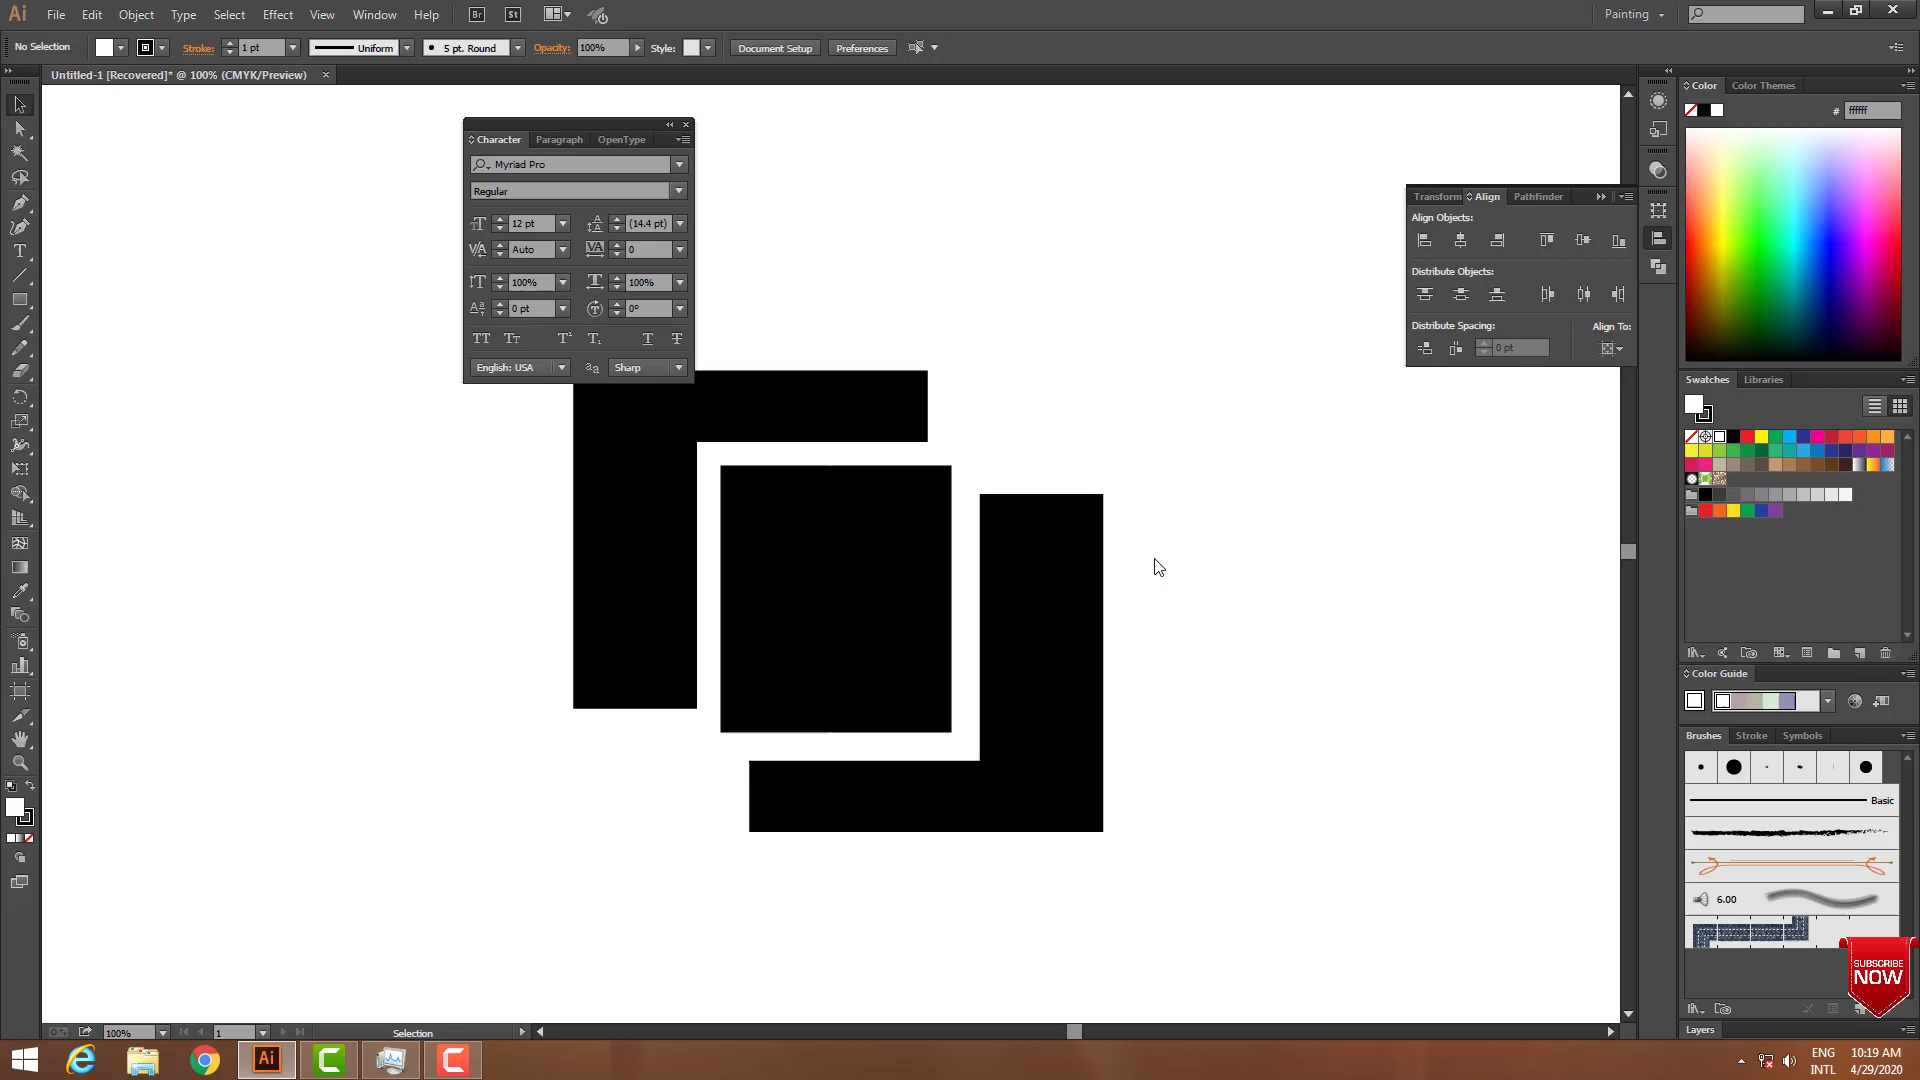 Ai File Edit Object Type Select Effect View Window Help Br St Painting
No Selection Stroke: 1 pt Uniform 5 pt. Round Opacity: 100% Style: Document Setup Preferences
Untitled-1 [Recovered]* @ 100% (CMYK/Preview)
Character Paragraph OpenType
Myriad Pro
Regular
12 pt (14.4 pt)
Auto 0
100% 100%
0 pt 0°
English: USA Sharp
Transform Align Pathfinder
Align Objects:
Distribute Objects:
Distribute Spacing: Align To:
0 pt
Color Color Themes
# ffffff
Swatches Libraries
Color Guide
Brushes Stroke Symbols
Basic
6.00
SUBSCRIBE
NOW
Layers
100% 1 Selection
Ai
ENG 10:19 AM
INTL 4/29/2020